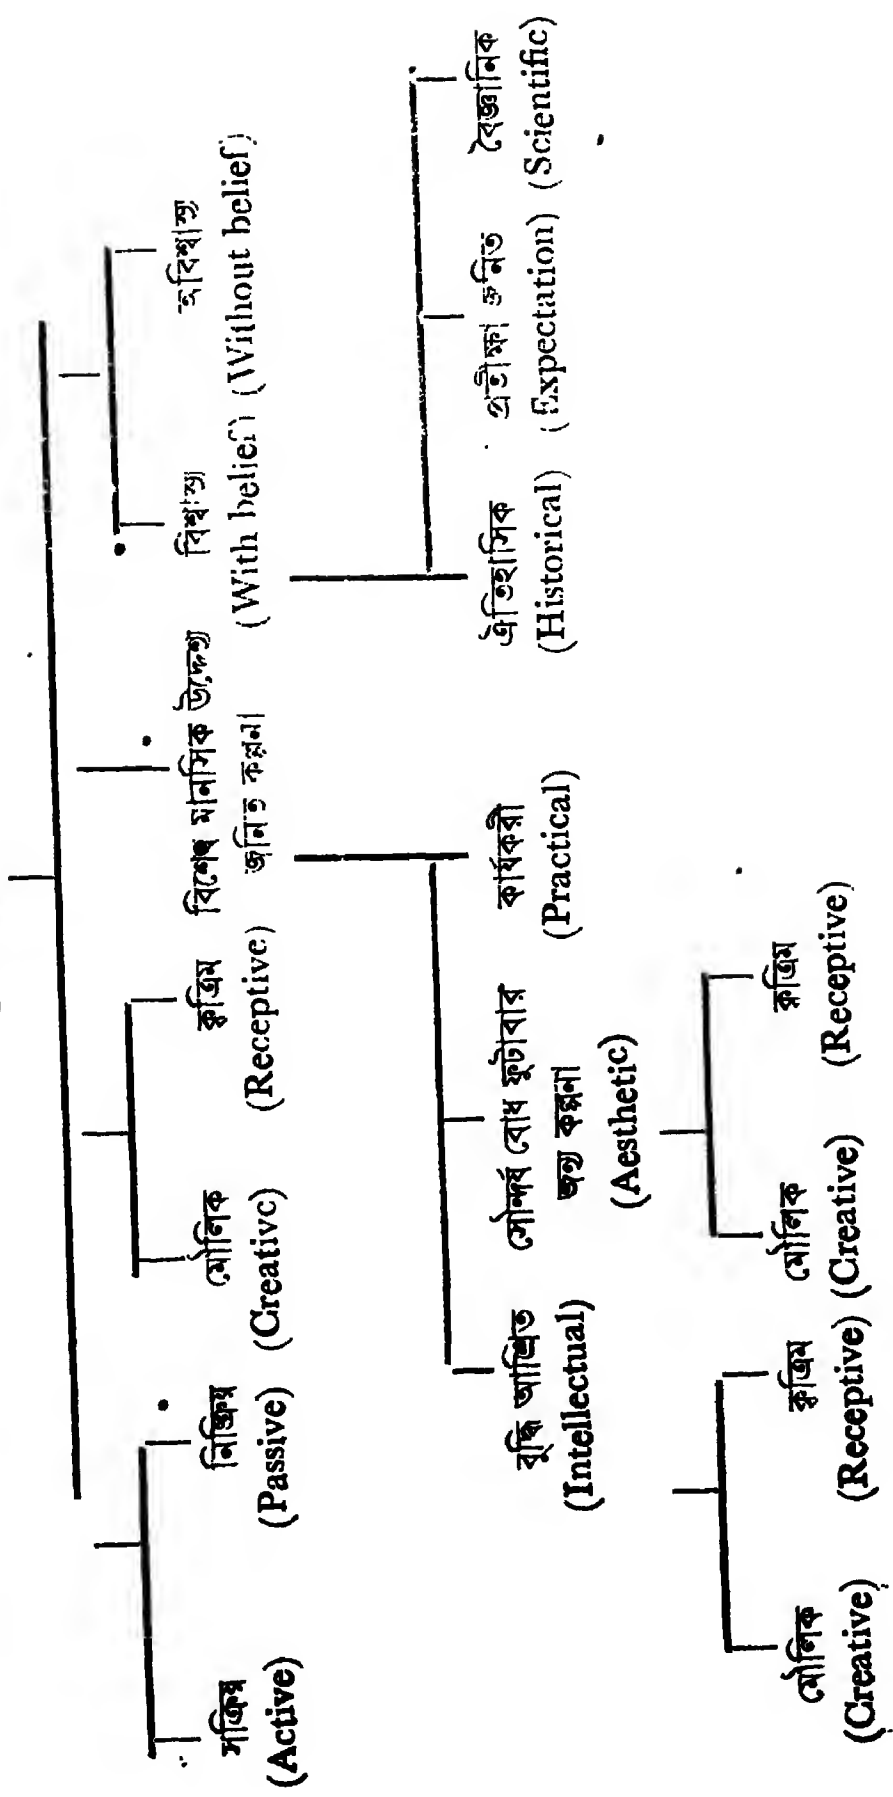 সক্রিয়
(Active)
নিষ্ক্রিয়
(Passive)
মৌলিক
(Creative)
কৃত্রিম
(Receptive)
বিশেষ মানসিক উদ্দেশ্য
জনিত কল্পনা
বিশ্বাস্য
(With belief)
অবিশ্বাস্য
(Without belief)
বুদ্ধি আশ্রিত
(Intellectual)
সৌন্দর্য বোধ ফুটাবার
জন্য কল্পনা
(Aesthetic)
কার্যকরী
(Practical)
ঐতিহাসিক
(Historical)
প্রতীক্ষা জনিত
(Expectation)
বৈজ্ঞানিক
(Scientific)
মৌলিক
(Creative)
কৃত্রিম
(Receptive)
মৌলিক
(Creative)
কৃত্রিম
(Receptive)